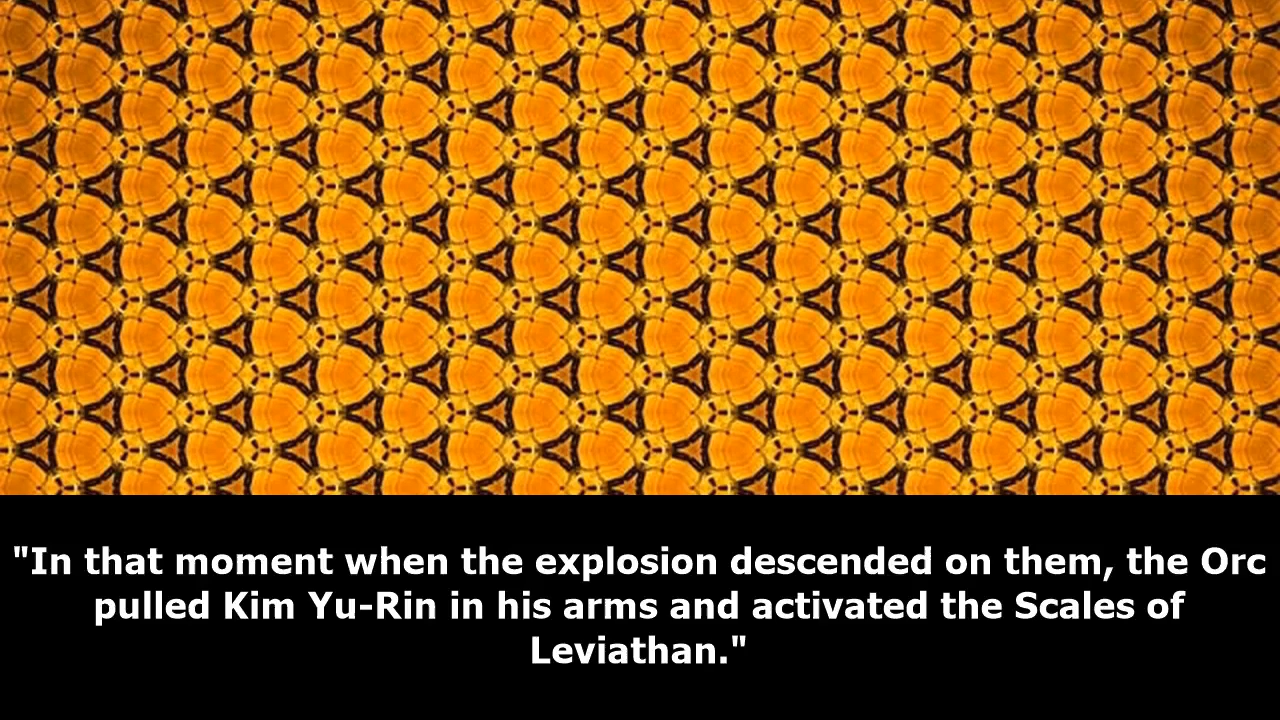 "In that moment when the explosion descended on them, the Orc
pulled Kim Yu-Rin in his arms and activated the Scales of
Leviathan."